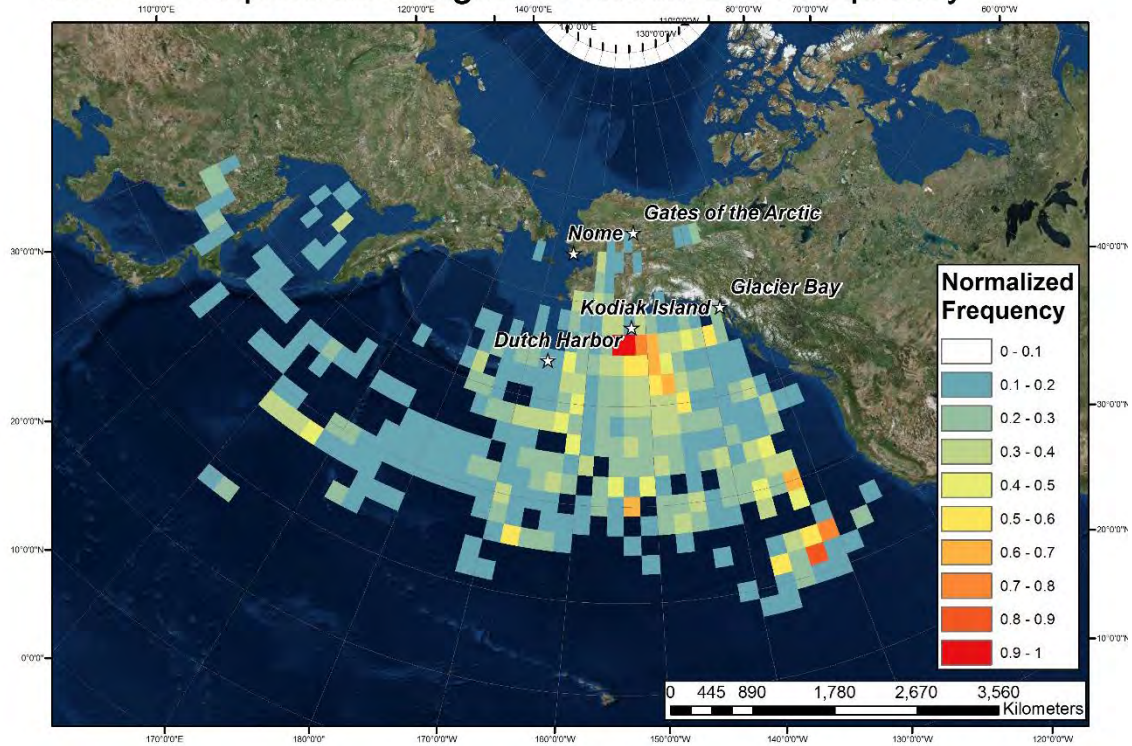 110°0'0"E
120°0'0"E
140°0'0"E
80°0'0"W
70°0'0"W
60°0'0"W
130°0'0"W
Gates of the Arctic
Nome
30°0'0"N
40°0'0"N
Glacier Bay
Kodiak Island
Dutch Harbor
Normalized
Frequency
0 - 0.1
0.1 - 0.2
0.2 - 0.3
0.3 - 0.4
0.4 - 0.5
0.5 - 0.6
0.6 - 0.7
0.7 - 0.8
0.8 - 0.9
0.9 - 1
30°0'0"N
20°0'0"N
20°0'0"N
10°0'0"N
10°0'0"N
0°0'0"
0 445 890 1,780 2,670 3,560
Kilometers
170°0'0"E
180°0'0"
160°0'0"W
150°0'0"W
140°0'0"W
130°0'0"W
120°0'0"W